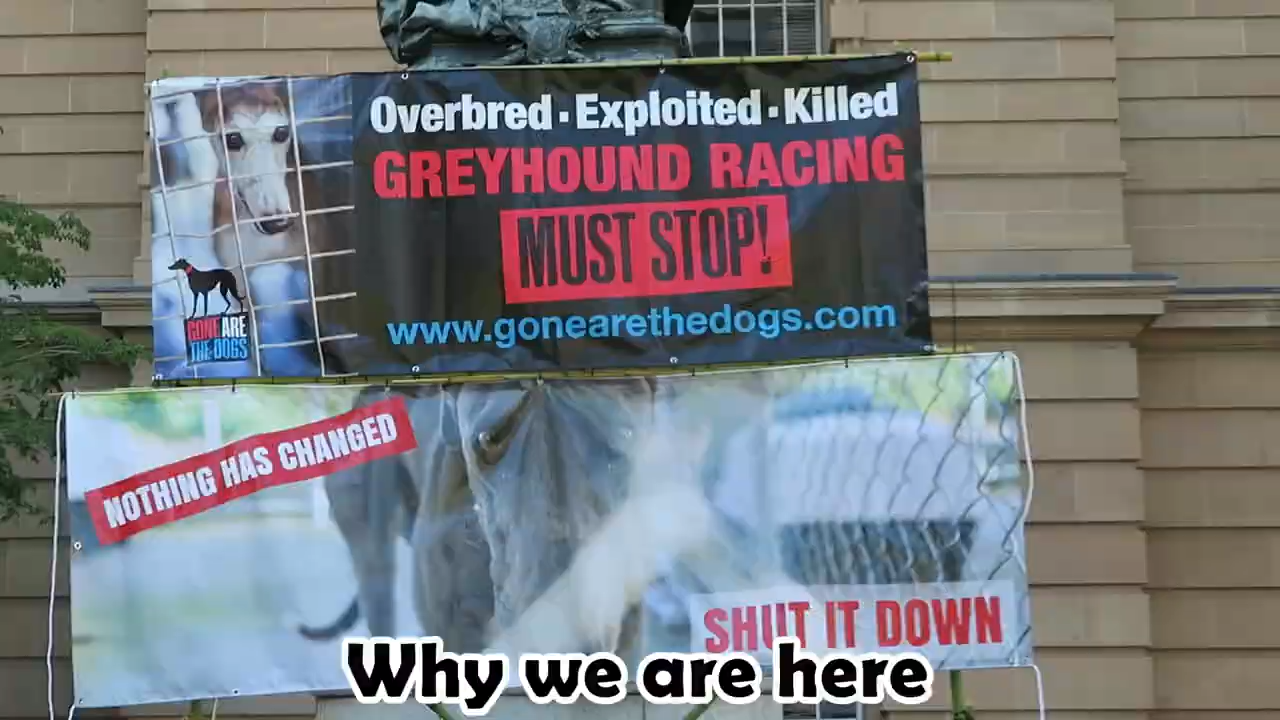 Overbred · Exploited · Killed
GREYHOUND RACING
MUST STOP!
www.gonearethedogs.com
GONE ARE
THE DOGS
NOTHING HAS CHANGED
SHUT IT DOWN
Why we are here